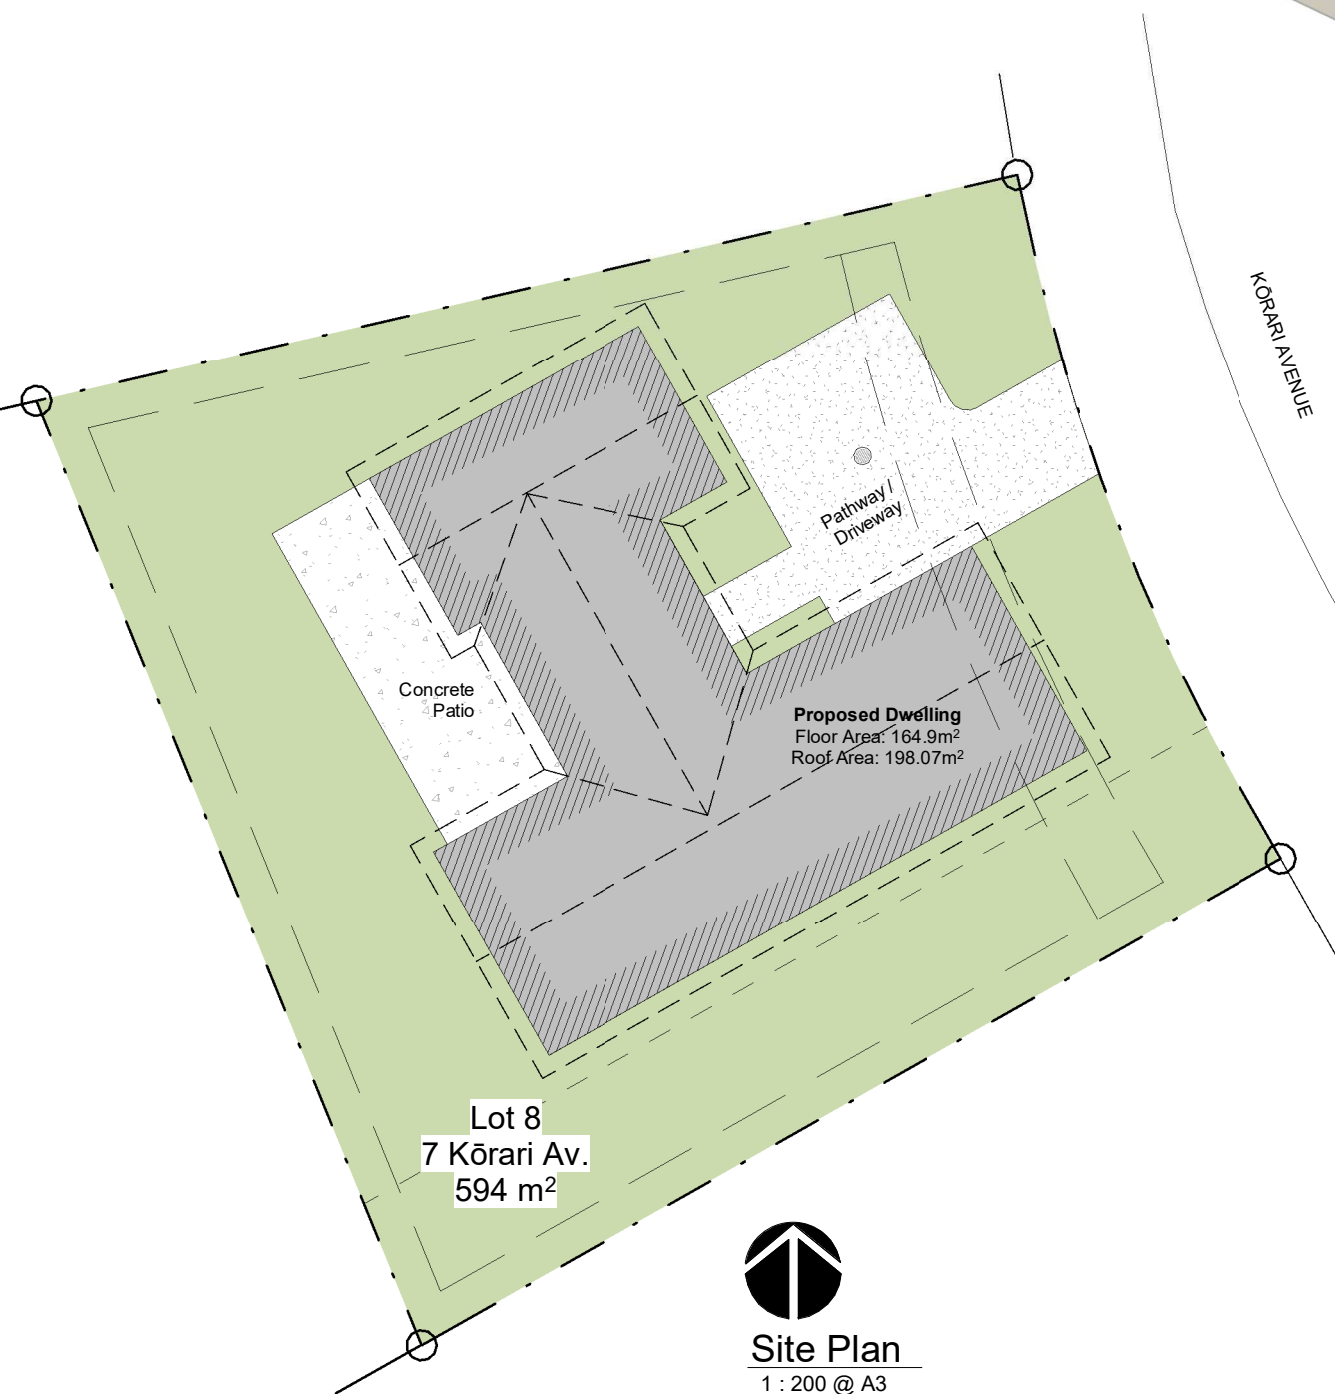 KŌRARI AVENUE
Pathway /
Driveway
Concrete
Patio
Proposed Dwelling
Floor Area: 164.9m²
Roof Area: 198.07m²
Lot 8
7 Kōrari Av.
594 m²
Site Plan
1 : 200 @ A3